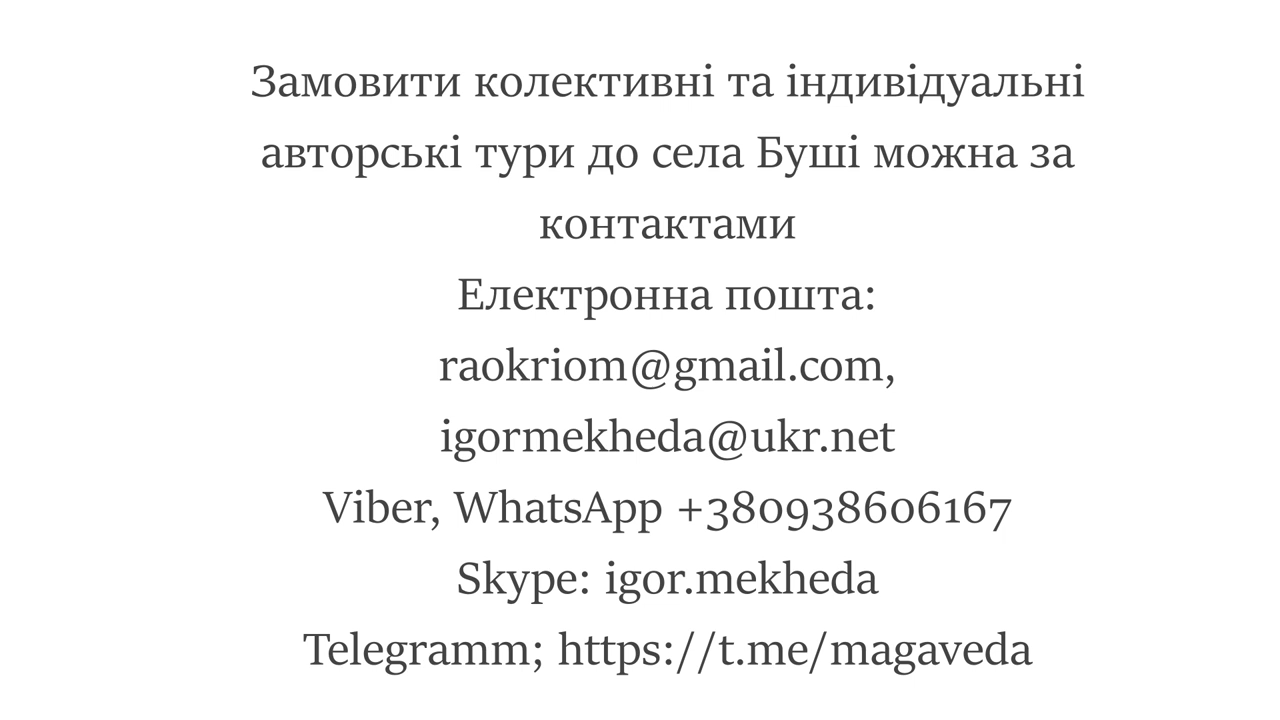 Замовити колективні та індивідуальні
авторські тури до села Буші можна за
контактами
Електронна пошта:
raokriom@gmail.com,
igormekheda@ukr.net
Viber, WhatsApp +380938606167
Skype: igor.mekheda
Telegramm; https://t.me/magaveda